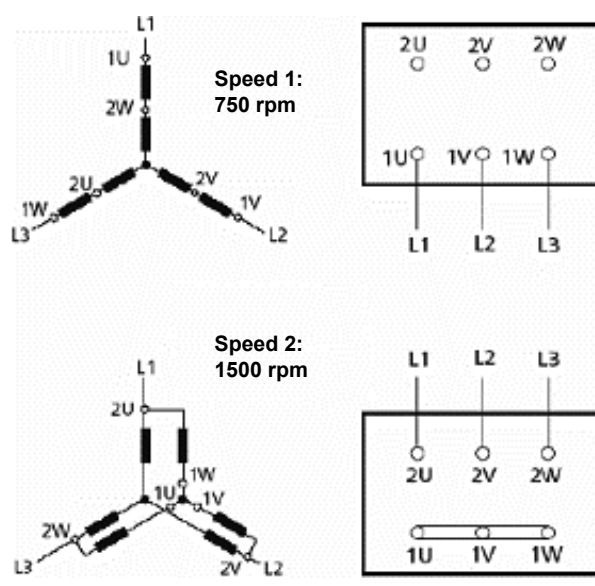 L1
1U
Speed 1:
750 rpm
2W
2U
2V
1W
1V
L3
L2
2U 2V 2W
1U 1V 1W
L1 L2 L3
Speed 2:
1500 rpm
L1
2U
1W
1U
1V
2W
L3
2V
L2
L1 L2 L3
2U 2V 2W
1U 1V 1W